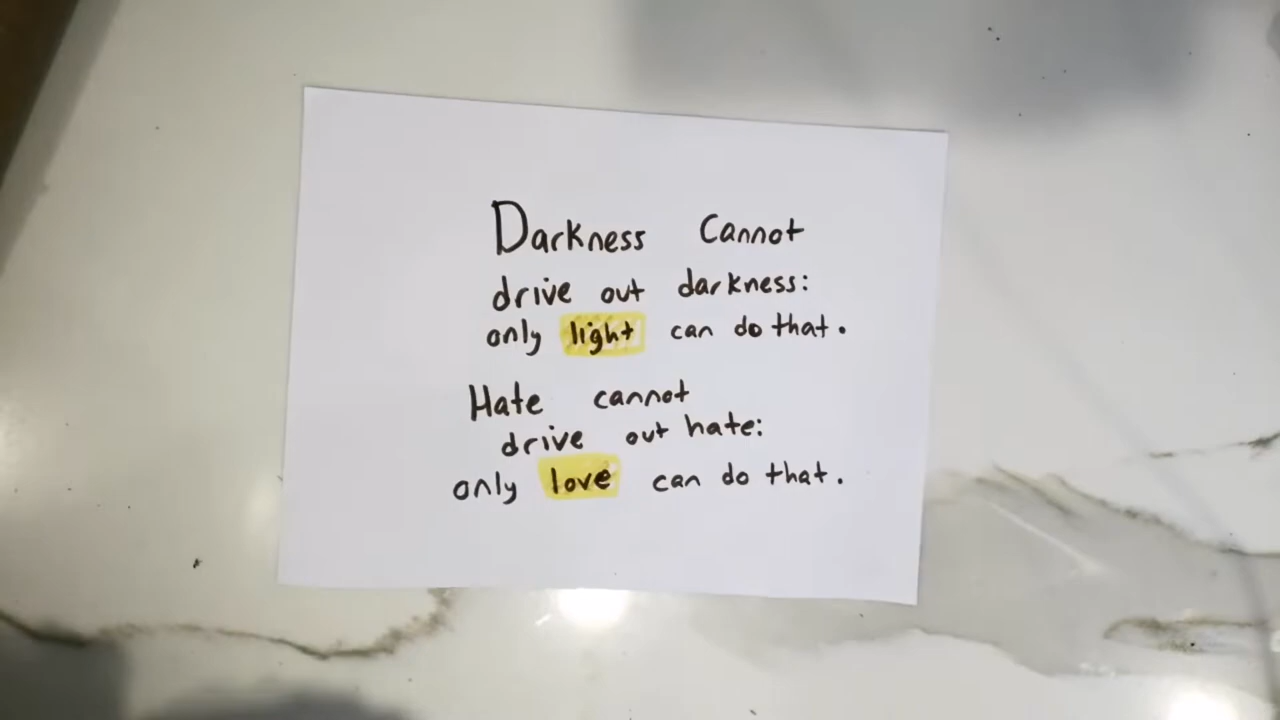 Darkness Cannot
drive out darkness:
only light can do that.
Hate cannot
drive out hate:
only love can do that.